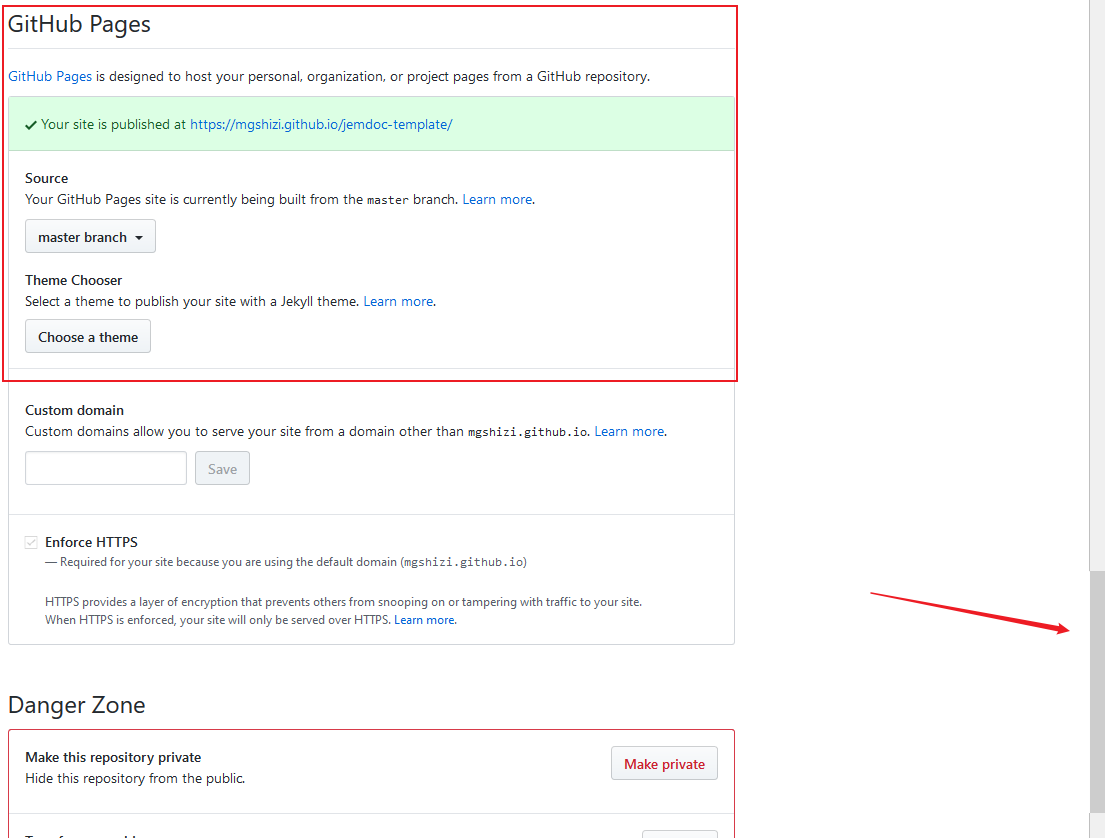 GitHub Pages
GitHub Pages is designed to host your personal, organization, or project pages from a GitHub repository.
Your site is published at https://mgshizi.github.io/jemdoc-template/
Source
Your GitHub Pages site is currently being built from the master branch. Learn more.
master branch
Theme Chooser
Select a theme to publish your site with a Jekyll theme. Learn more.
Choose a theme
Custom domain
Custom domains allow you to serve your site from a domain other than mgshizi.github.io. Learn more.
Save
Enforce HTTPS
— Required for your site because you are using the default domain (mgshizi.github.io)
HTTPS provides a layer of encryption that prevents others from snooping on or tampering with traffic to your site.
When HTTPS is enforced, your site will only be served over HTTPS. Learn more.
Danger Zone
Make this repository private
Hide this repository from the public.
Make private